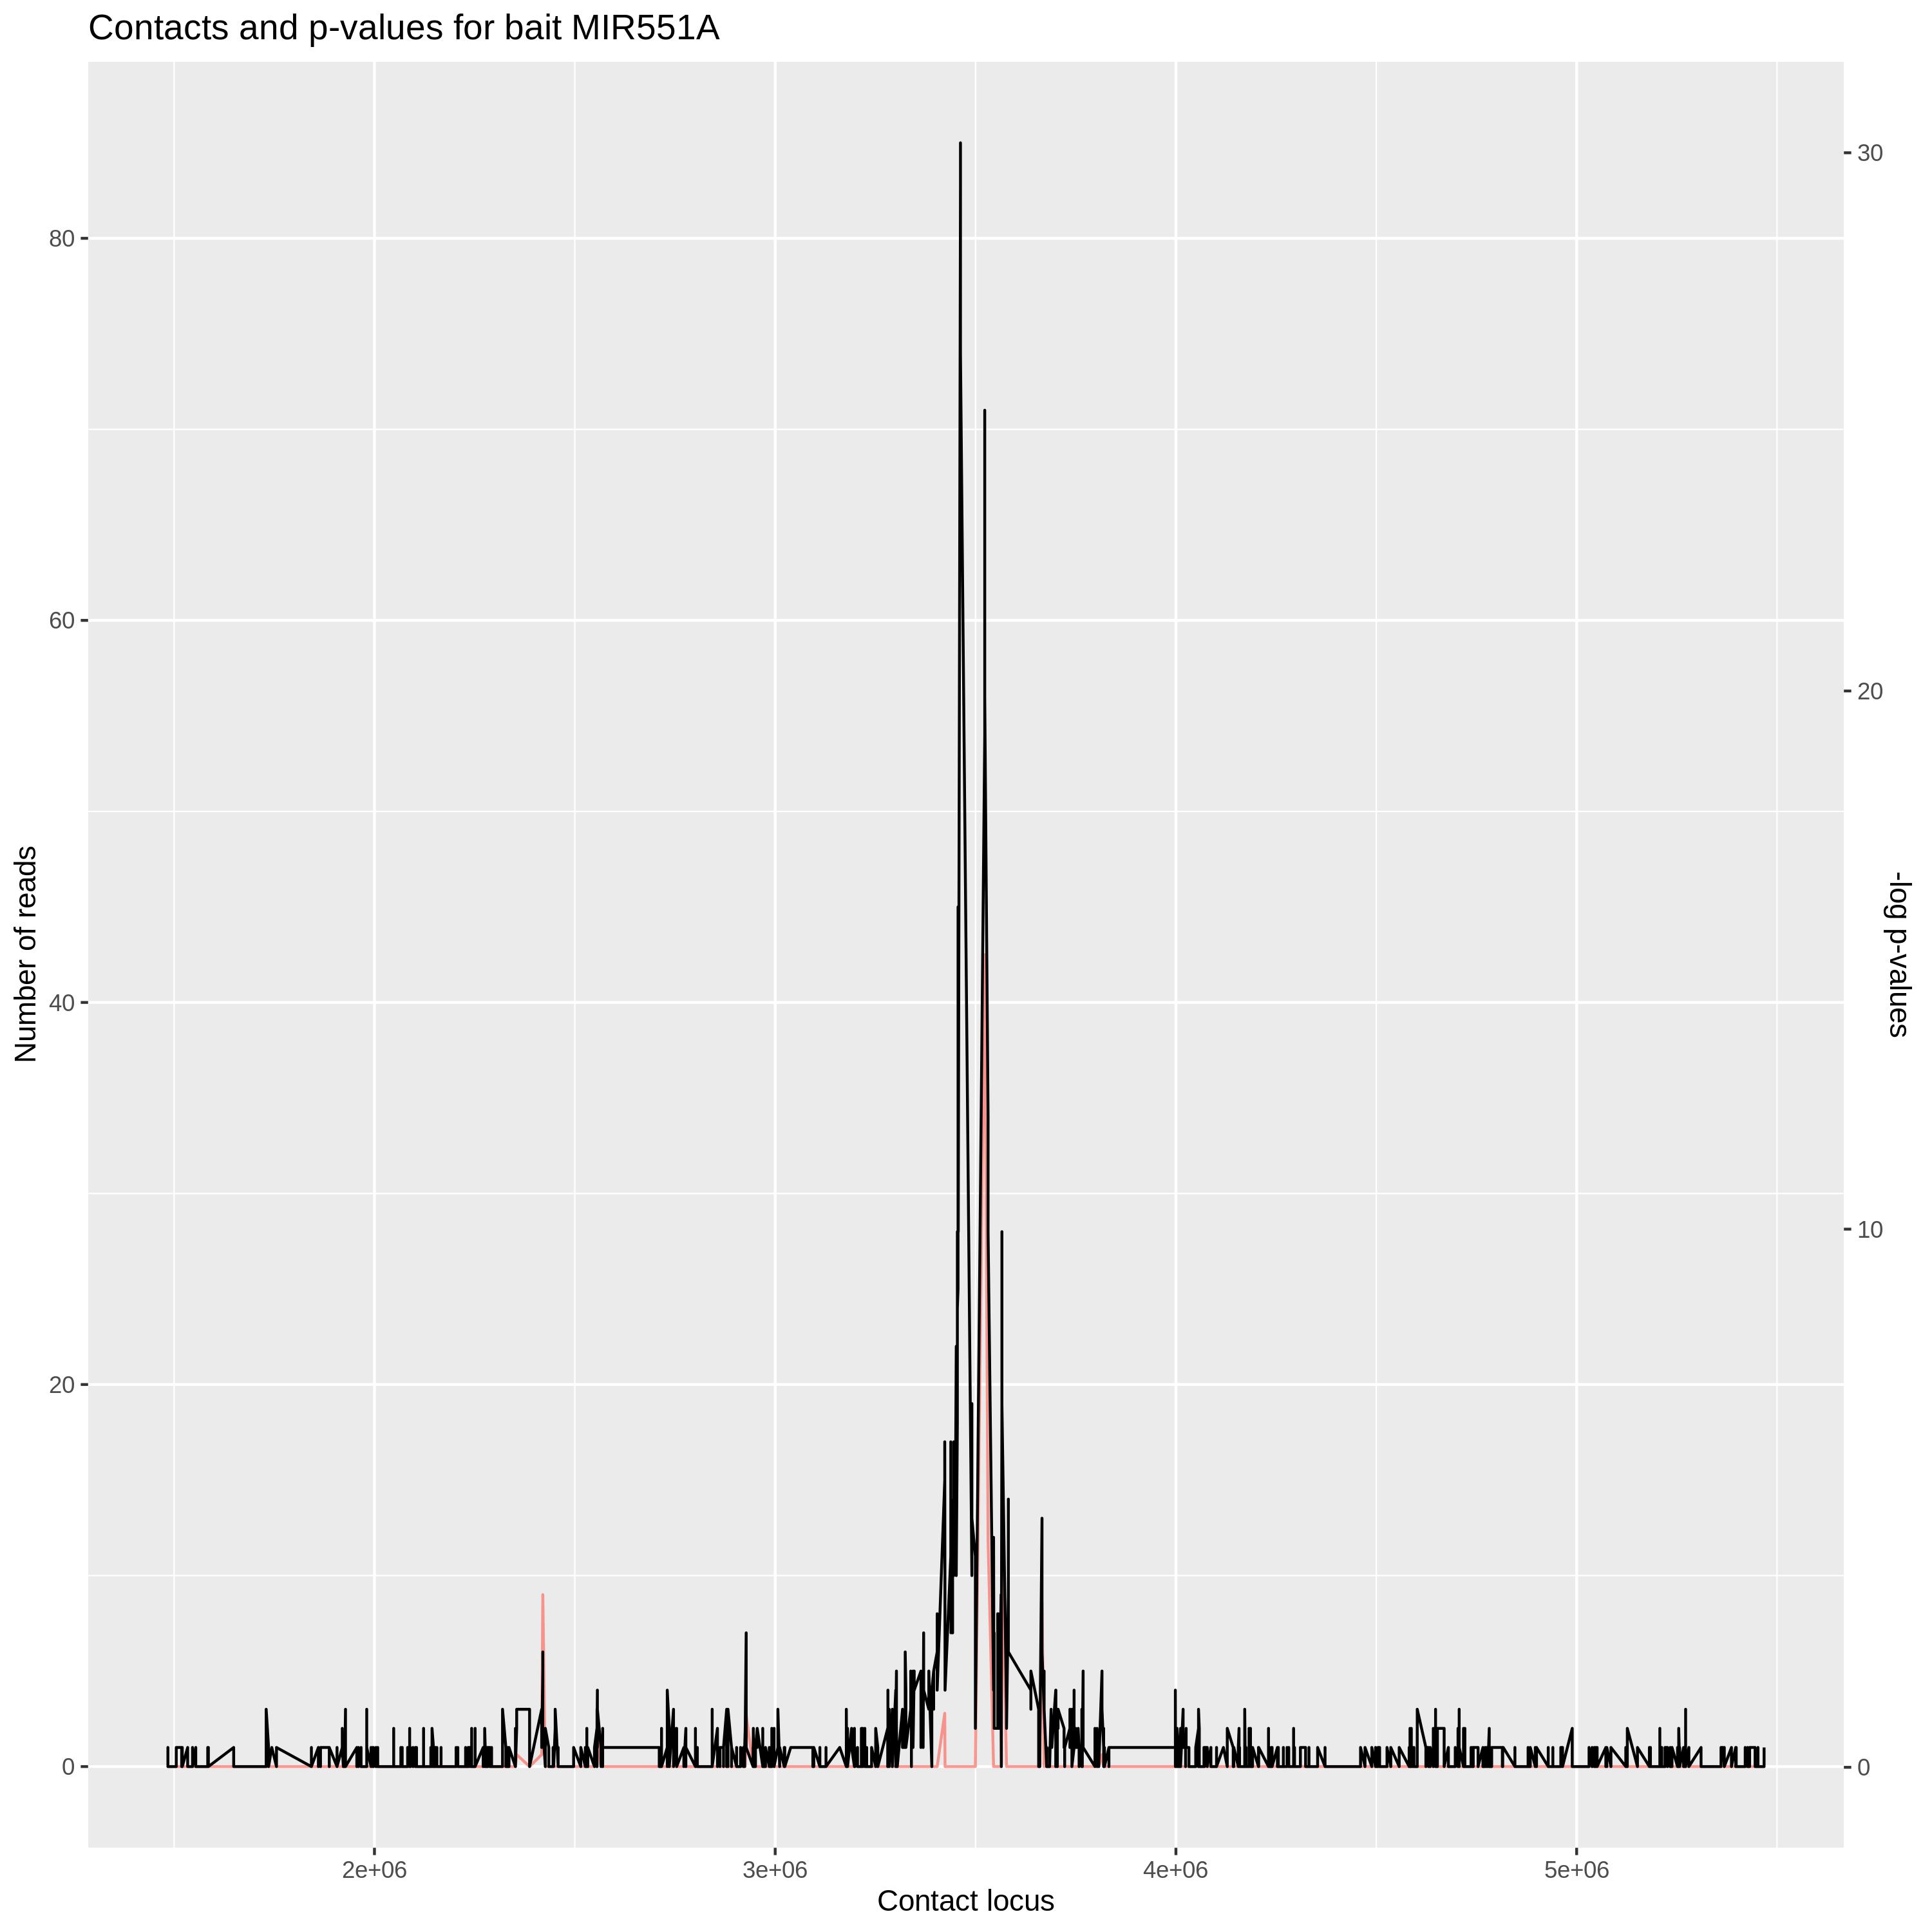 Contacts and p-values for bait MIR551A
80
60
40
20
0
Number of reads
30
20
10
0
-log p-values
2e+06
3e+06
4e+06
5e+06
Contact locus